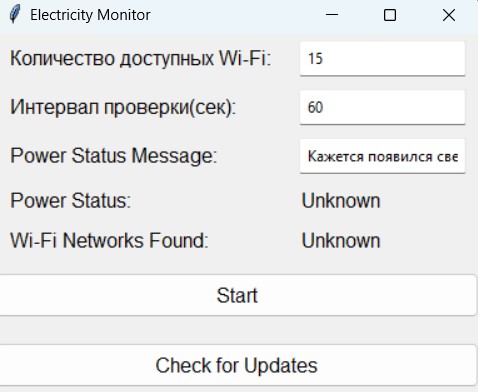 Electricity Monitor
Количество доступных Wi-Fi: 15
Интервал проверки(сек): 60
Power Status Message: Кажется появился све
Power Status: Unknown
Wi-Fi Networks Found: Unknown
Start
Check for Updates